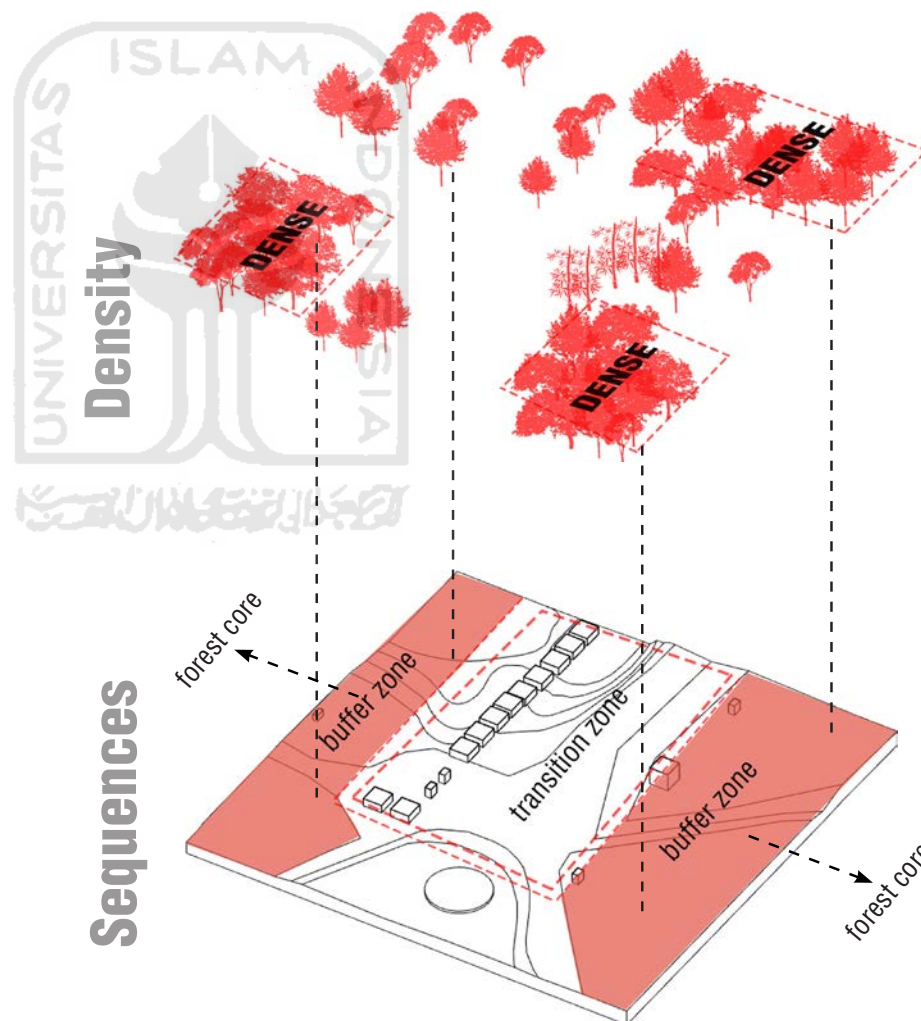 UNIVERSITAS
ISLAM
INDONESIA
Density
DENSE
DENSE
DENSE
Sequences
forest core
buffer zone
transition zone
buffer zone
forest core